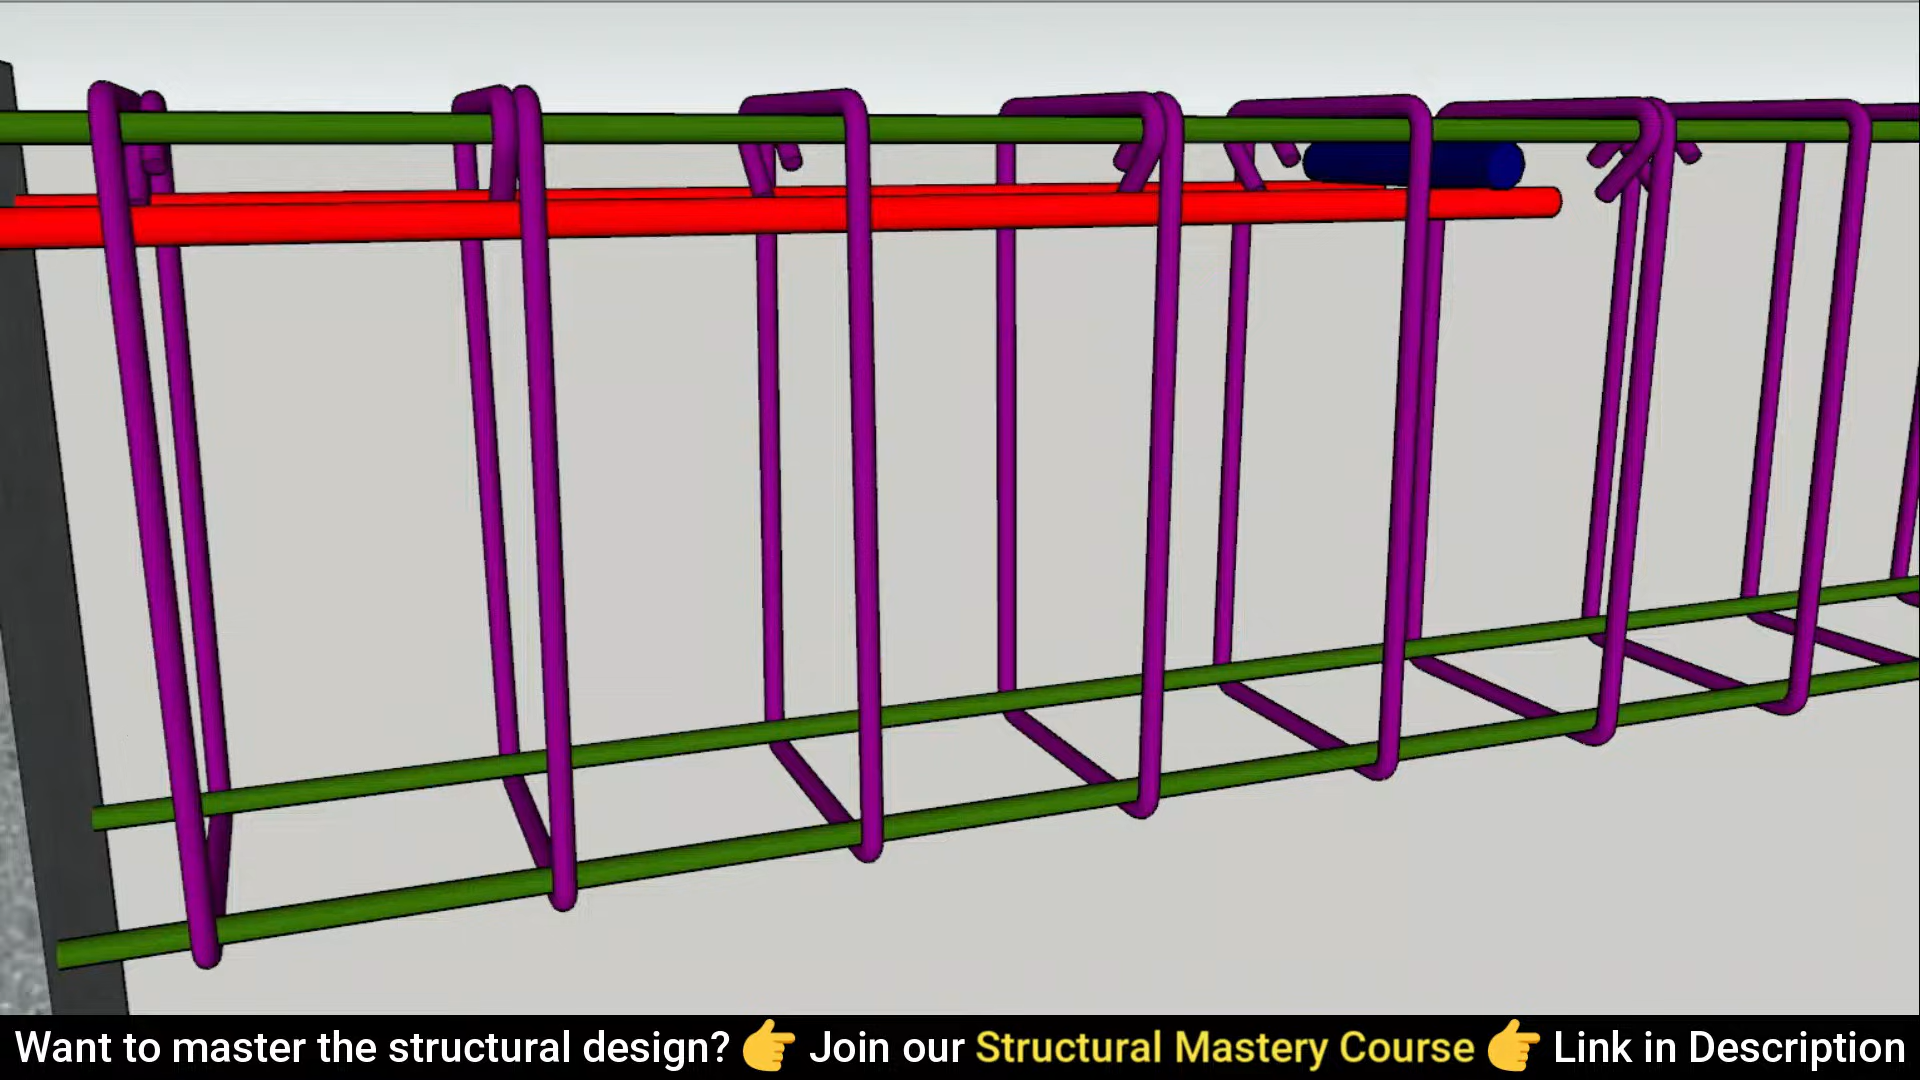 Want to master the structural design? 👉 Join our Structural Mastery Course 👉 Link in Description